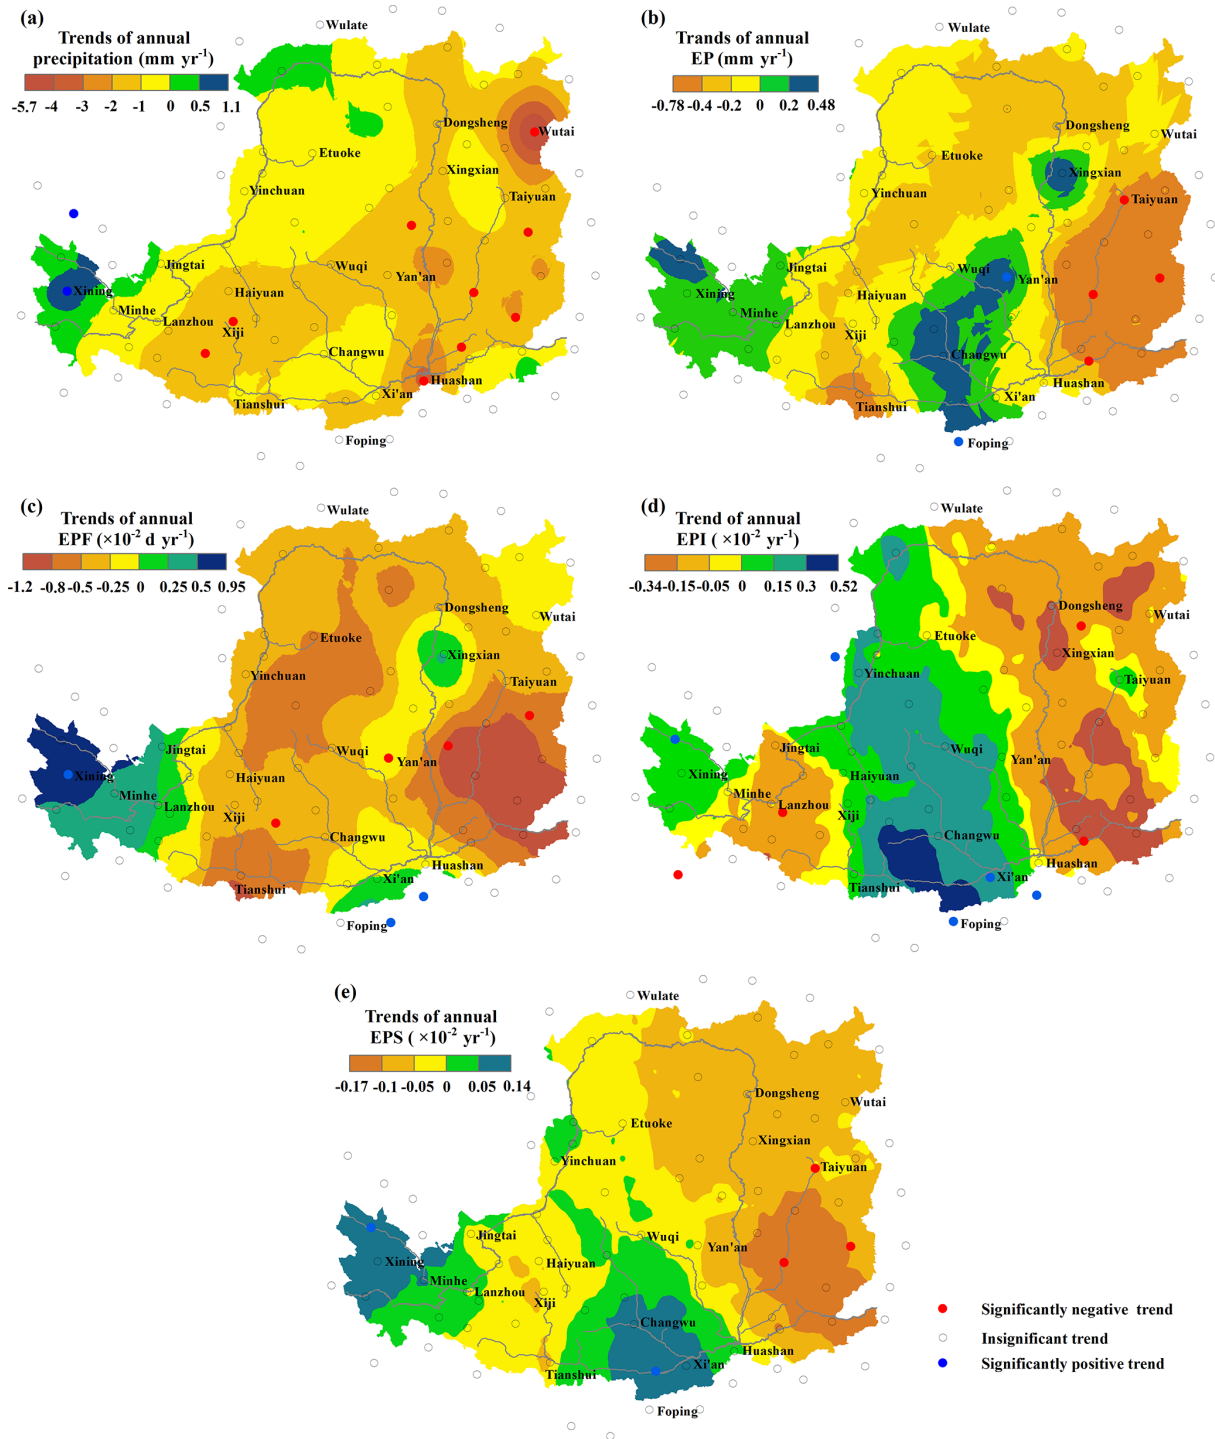 (a)
Trends of annual
precipitation (mm yr-1)
-5.7 -4 -3 -2 -1 0 0.5 1.1
Wulate
Dongsheng
Wutai
Etuoke
Xingxian
Yinchuan
Taiyuan
Jingtai
Wuqi
Yan'an
Xining
Haiyuan
Minhe
Lanzhou
Xiji
Changwu
Huashan
Tianshui
Xi'an
Foping
(b)
Trands of annual
EP (mm yr-1)
-0.78 -0.4 -0.2 0 0.2 0.48
Wulate
Dongsheng
Wutai
Etuoke
Xingxian
Yinchuan
Taiyuan
Jingtai
Wuqi
Yan'an
Xining
Haiyuan
Minhe
Lanzhou
Xiji
Changwu
Huashan
Tianshui
Xi'an
Foping
(c)
Trends of annual
EPF (×10-2 d yr-1)
-1.2 -0.8 -0.5 -0.25 0 0.25 0.5 0.95
Wulate
Dongsheng
Wutai
Etuoke
Xingxian
Yinchuan
Taiyuan
Jingtai
Wuqi
Yan'an
Xining
Haiyuan
Minhe
Lanzhou
Xiji
Changwu
Huashan
Tianshui
Xi'an
Foping
(d)
Trend of annual
EPI ( ×10-2 yr-1)
-0.34 -0.15 -0.05 0 0.15 0.3 0.52
Wulate
Dongsheng
Wutai
Etuoke
Xingxian
Yinchuan
Taiyuan
Jingtai
Wuqi
Yan'an
Xining
Haiyuan
Minhe
Lanzhou
Xiji
Changwu
Huashan
Tianshui
Xi'an
Foping
(e)
Trends of annual
EPS ( ×10-2 yr-1)
-0.17 -0.1 -0.05 0 0.05 0.14
Wulate
Dongsheng
Wutai
Etuoke
Xingxian
Yinchuan
Taiyuan
Jingtai
Wuqi
Yan'an
Xining
Haiyuan
Minhe
Lanzhou
Xiji
Changwu
Huashan
Tianshui
Xi'an
Foping
Significantly negative trend
Insignificant trend
Significantly positive trend